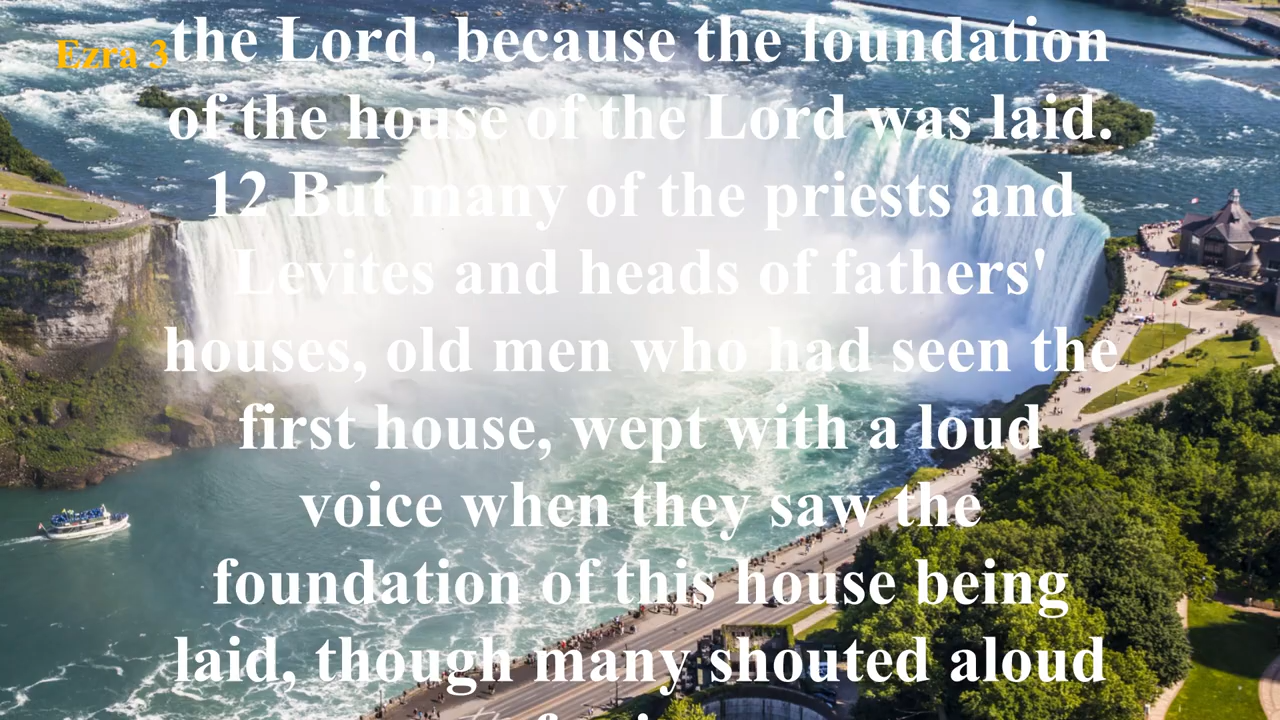 Ezra 3
the Lord, because the foundation
of the house of the Lord was laid.
12 But many of the priests and
Levites and heads of fathers'
houses, old men who had seen the
first house, wept with a loud
voice when they saw the
foundation of this house being
laid, though many shouted aloud